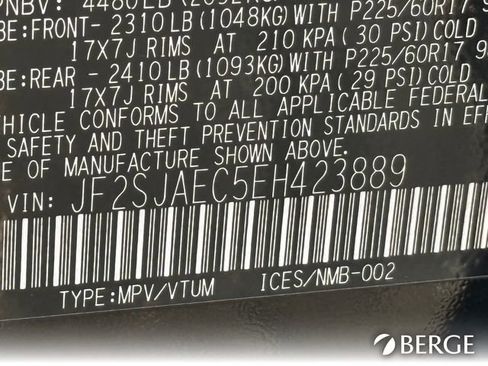 PNBV: 4480LB
BE:FRONT- 2310 LB(1048KG)WITH P225/60R17 9
17X7J RIMS AT 210 KPA ( 30 PSI) COLD
BE:REAR - 2410 LB(1093KG)WITH P225/60R17 9
17X7J RIMS AT 200 KPA ( 29 PSI) COLD
VEHICLE CONFORMS TO ALL APPLICABLE FEDERAL
SAFETY AND THEFT PREVENTION STANDARDS IN EFF
E OF MANUFACTURE SHOWN ABOVE.
VIN: JF2SJAEC5EH423889
TYPE:MPV/VTUM ICES/NMB-002
BERGE